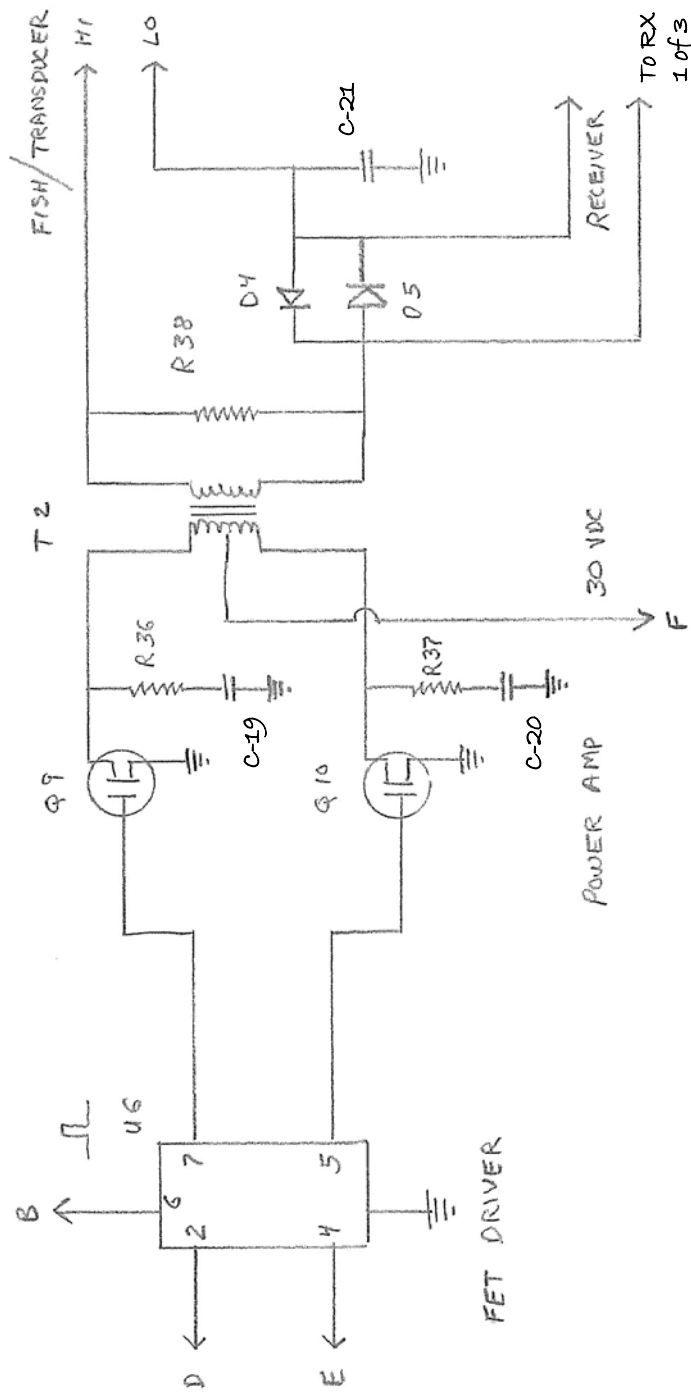 FISH/TRANSDUCER
HI
LO
C-21
D4
D5
R38
RECEIVER
TO RX
1 of 3
T2
R36
C-19
R37
C-20
30 VDC
F
Q9
Q10
POWER AMP
B
U6
6
2
7
4
5
D
E
FET DRIVER